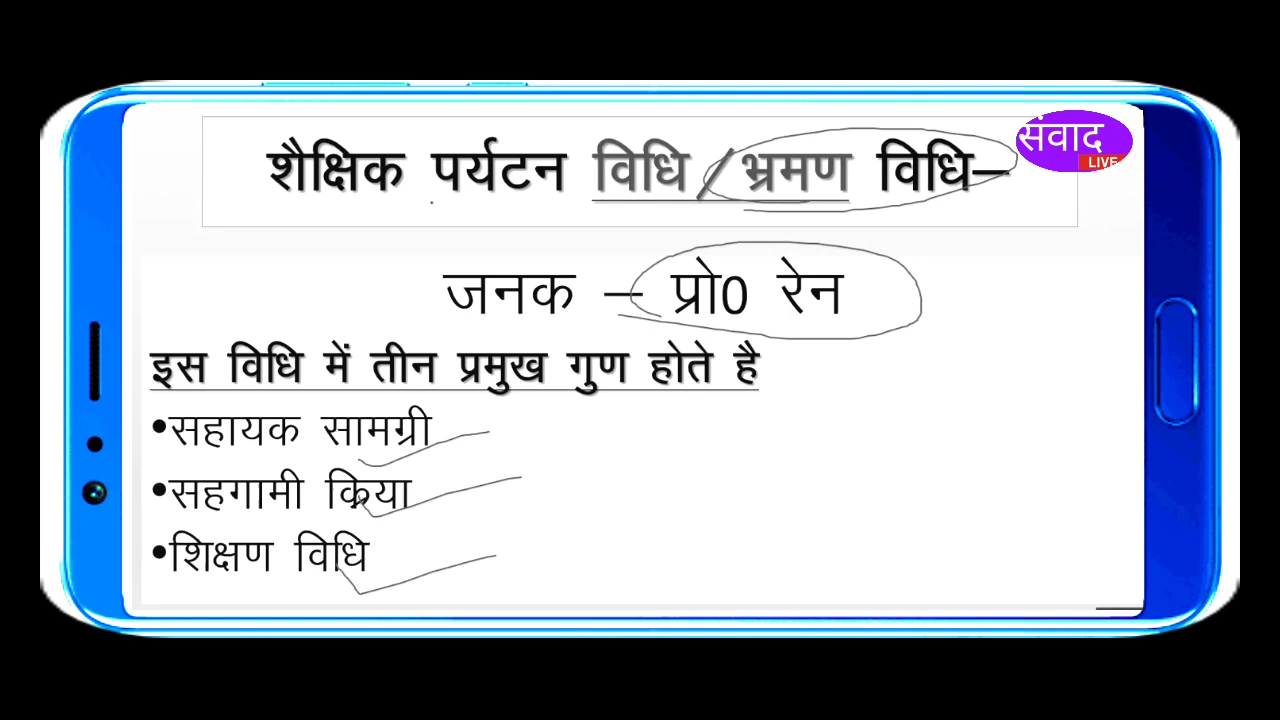 संवाद
LIVE
शैक्षिक पर्यटन विधि/भ्रमण विधि–
जनक – प्रो0 रेन
इस विधि में तीन प्रमुख गुण होते है
•सहायक सामग्री
•सहगामी क्रिया
•शिक्षण विधि